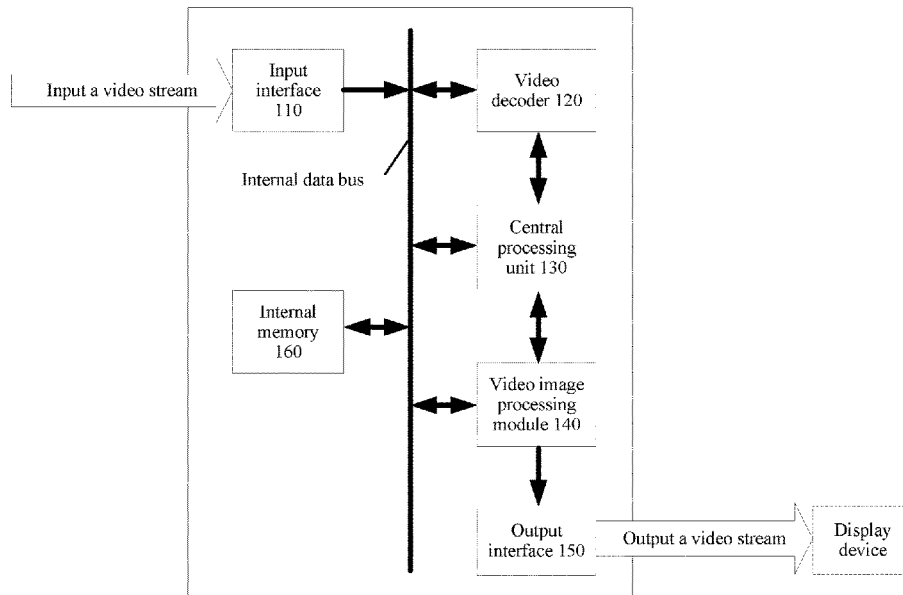 Input a video stream
Input
interface
110
Video
decoder 120
Internal data bus
Central
processing
unit 130
Internal
memory
160
Video image
processing
module 140
Output
interface 150
Output a video stream
Display
device